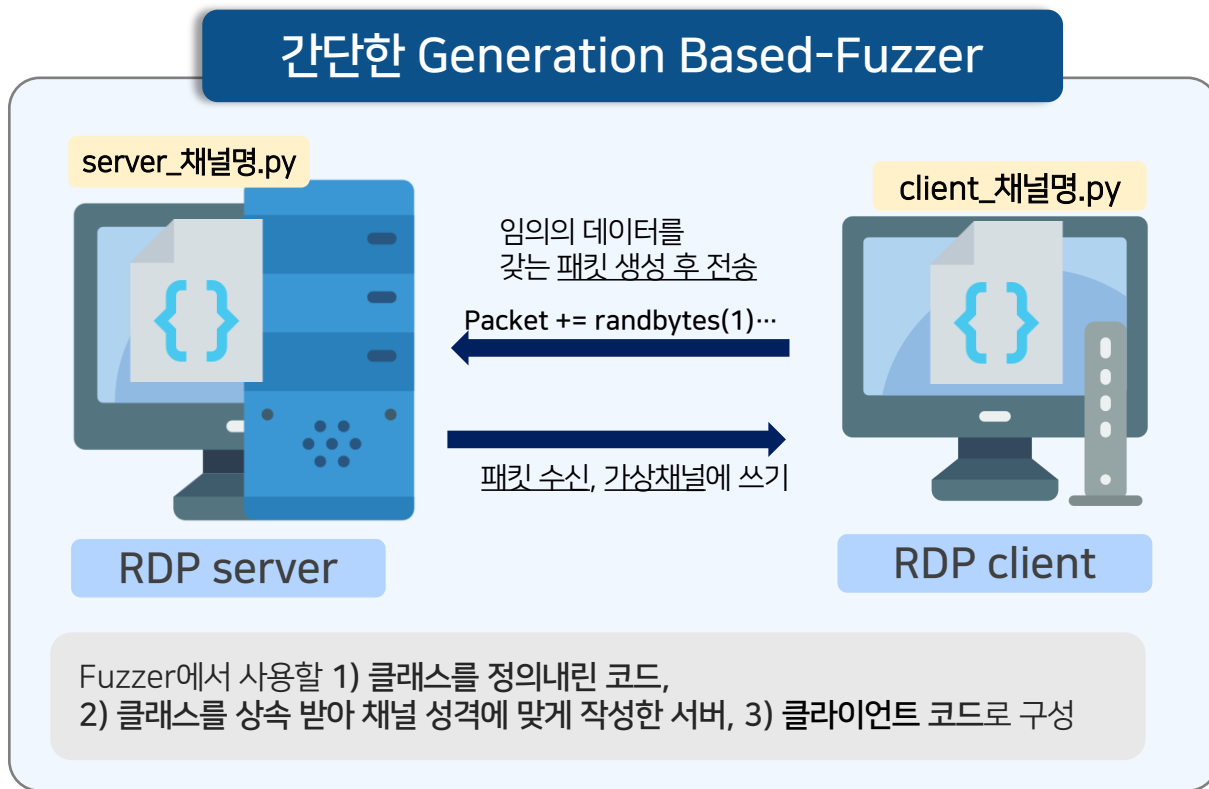 간단한 Generation Based-Fuzzer
server_채널명.py
client_채널명.py
임의의 데이터를
갖는 패킷 생성 후 전송
Packet += randbytes(1)…
패킷 수신, 가상채널에 쓰기
RDP server
RDP client
Fuzzer에서 사용할 1) 클래스를 정의내린 코드,
2) 클래스를 상속 받아 채널 성격에 맞게 작성한 서버, 3) 클라이언트 코드로 구성